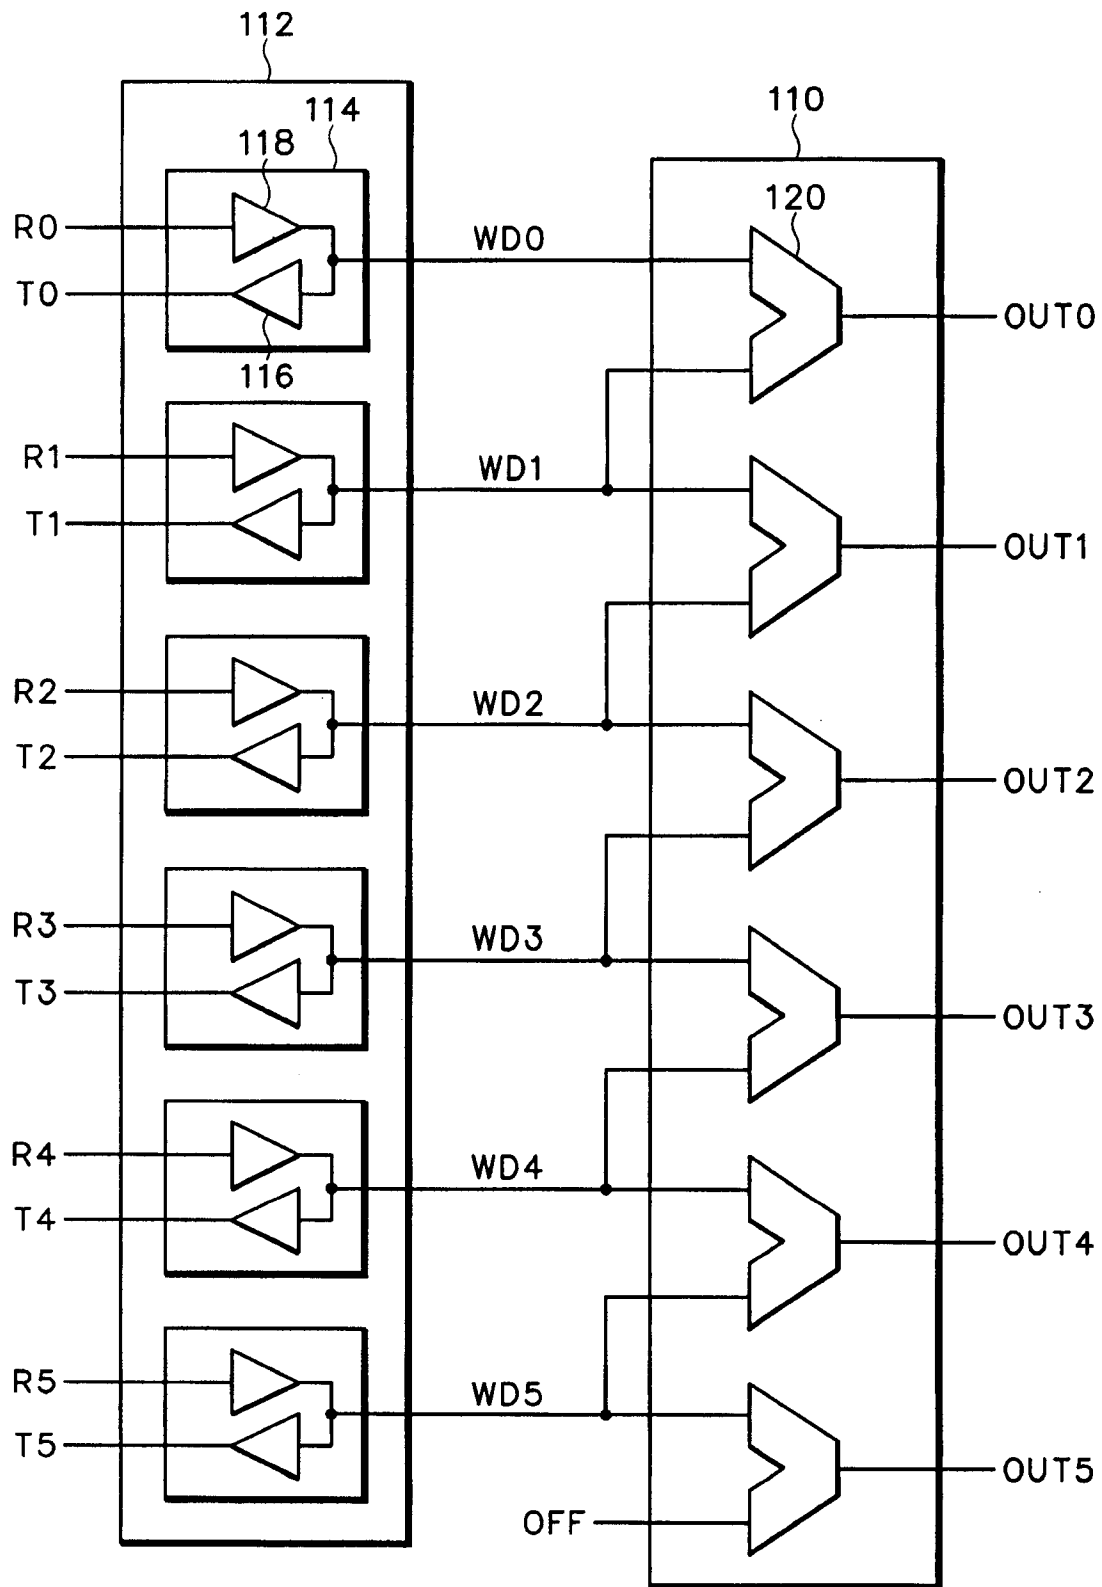 112
114
110
118
120
R0
WD0
T0
OUT0
116
R1
WD1
T1
OUT1
R2
WD2
T2
OUT2
R3
WD3
T3
OUT3
R4
WD4
T4
OUT4
R5
WD5
T5
OUT5
OFF